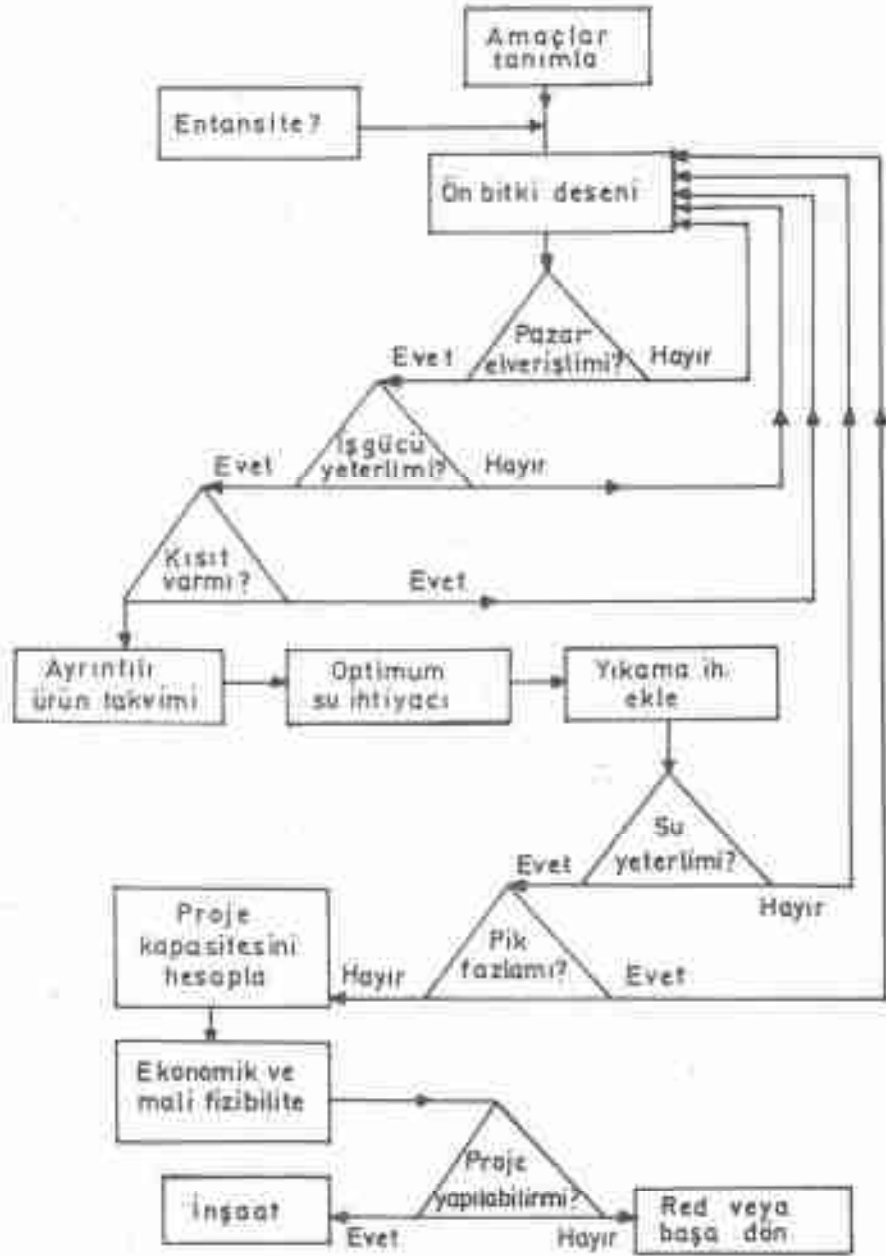 Amaçlar
tanımla
Entansite?
Ön bitki deseni
Pazar
elverişlimi?
Evet
Hayır
İşgücü
yeterlimi?
Evet
Hayır
Kısıt
varmı?
Evet
Ayrıntılı
ürün takvimi
Optimum
su ihtiyacı
Yıkama ih.
ekle
Su
yeterlimi?
Evet
Hayır
Proje
kapasitesini
hesapla
Pik
fazlamı?
Hayır
Evet
Ekonomik ve
mali fizibilite
Proje
yapılabilirmi?
İnşaat
Evet
Hayır
Red veya
başa dön